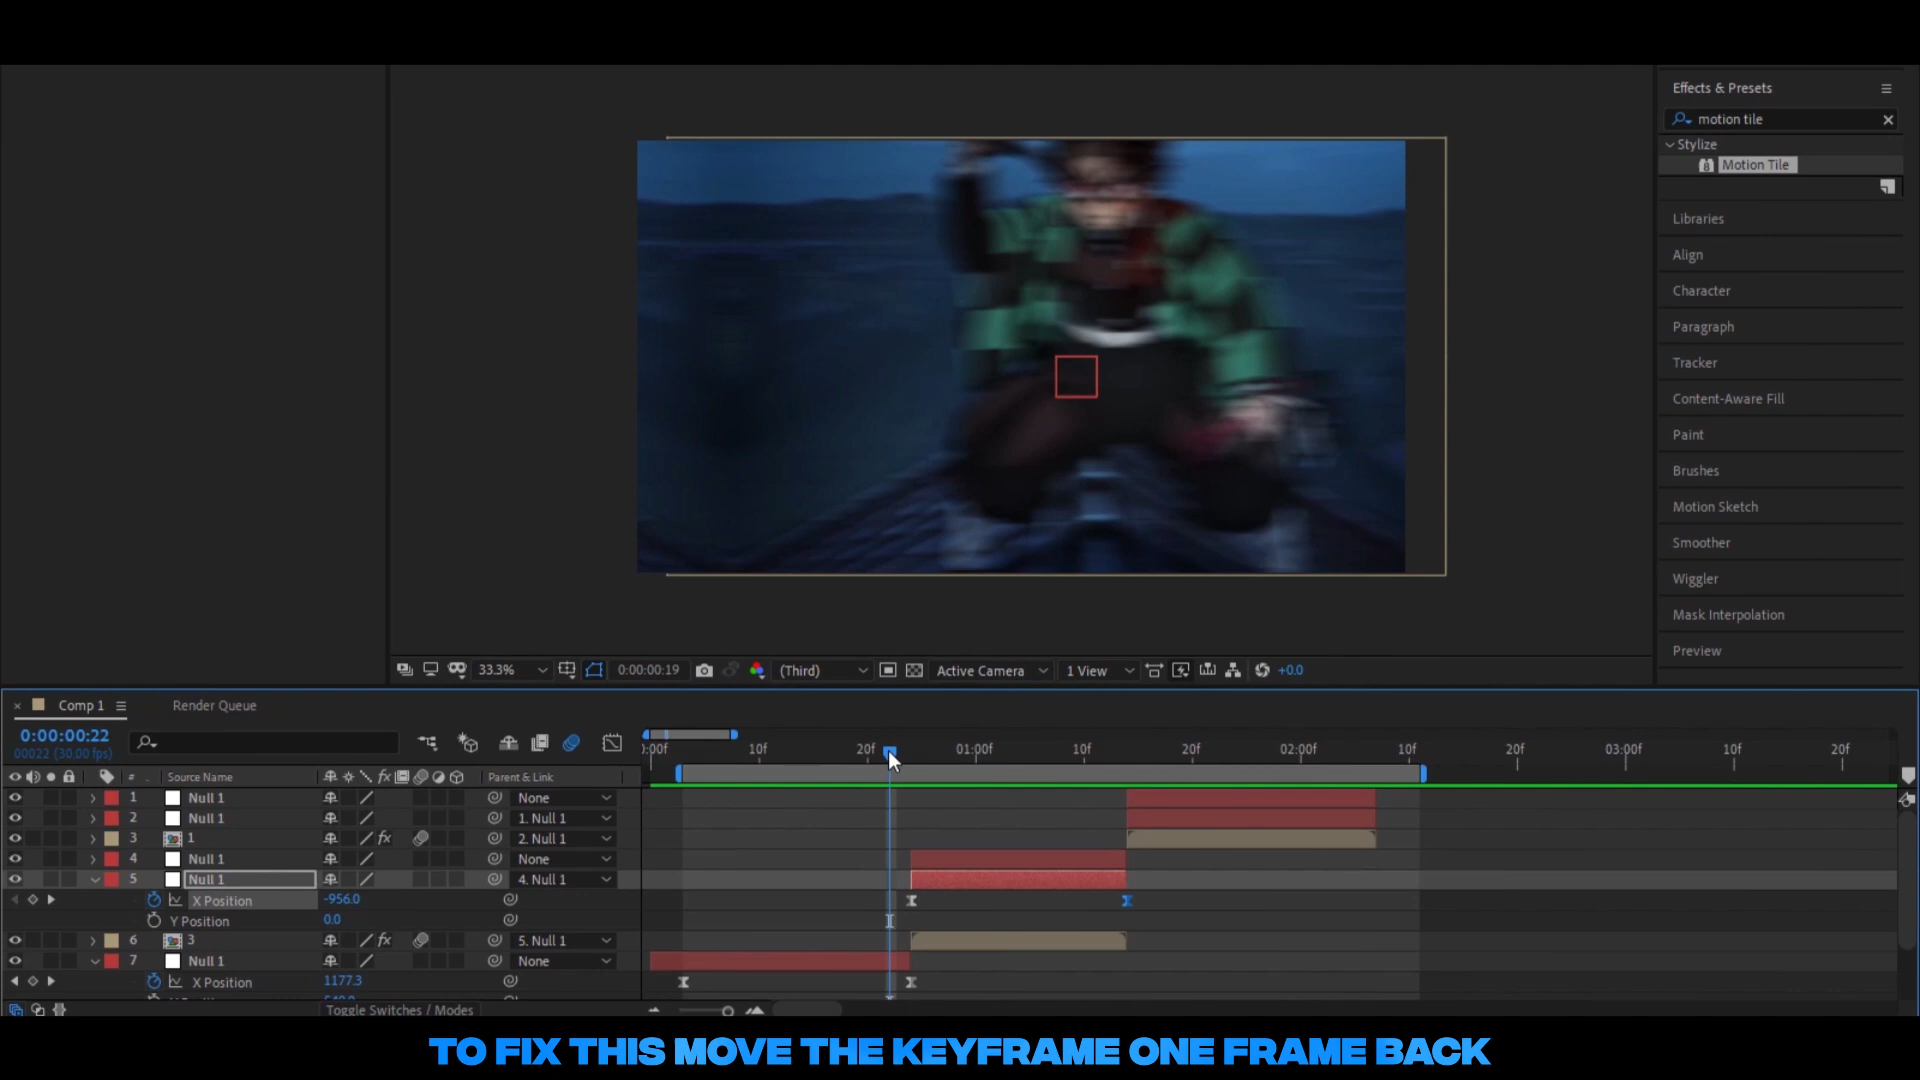 Effects & Presets
motion tile
Stylize
Motion Tile
Libraries
Align
Character
Paragraph
Tracker
Content-Aware Fill
Paint
Brushes
Motion Sketch
Smoother
Wiggler
Mask Interpolation
Preview
33.3% 0:00:00:19 (Third) Active Camera 1 View +0.0
Comp 1 Render Queue
0:00:00:22
00022 (30.00 fps)
:00f 10f 20f 01:00f 10f 20f 02:00f 10f 20f 03:00f 10f 20f
# Source Name fx Parent & Link
1 Null 1 None
2 Null 1 1. Null 1
3 1 fx 2. Null 1
4 Null 1 None
5 Null 1 4. Null 1
X Position -956.0
Y Position 0.0
6 3 fx 5. Null 1
7 Null 1 None
X Position 1177.3
Toggle Switches / Modes
TO FIX THIS MOVE THE KEYFRAME ONE FRAME BACK